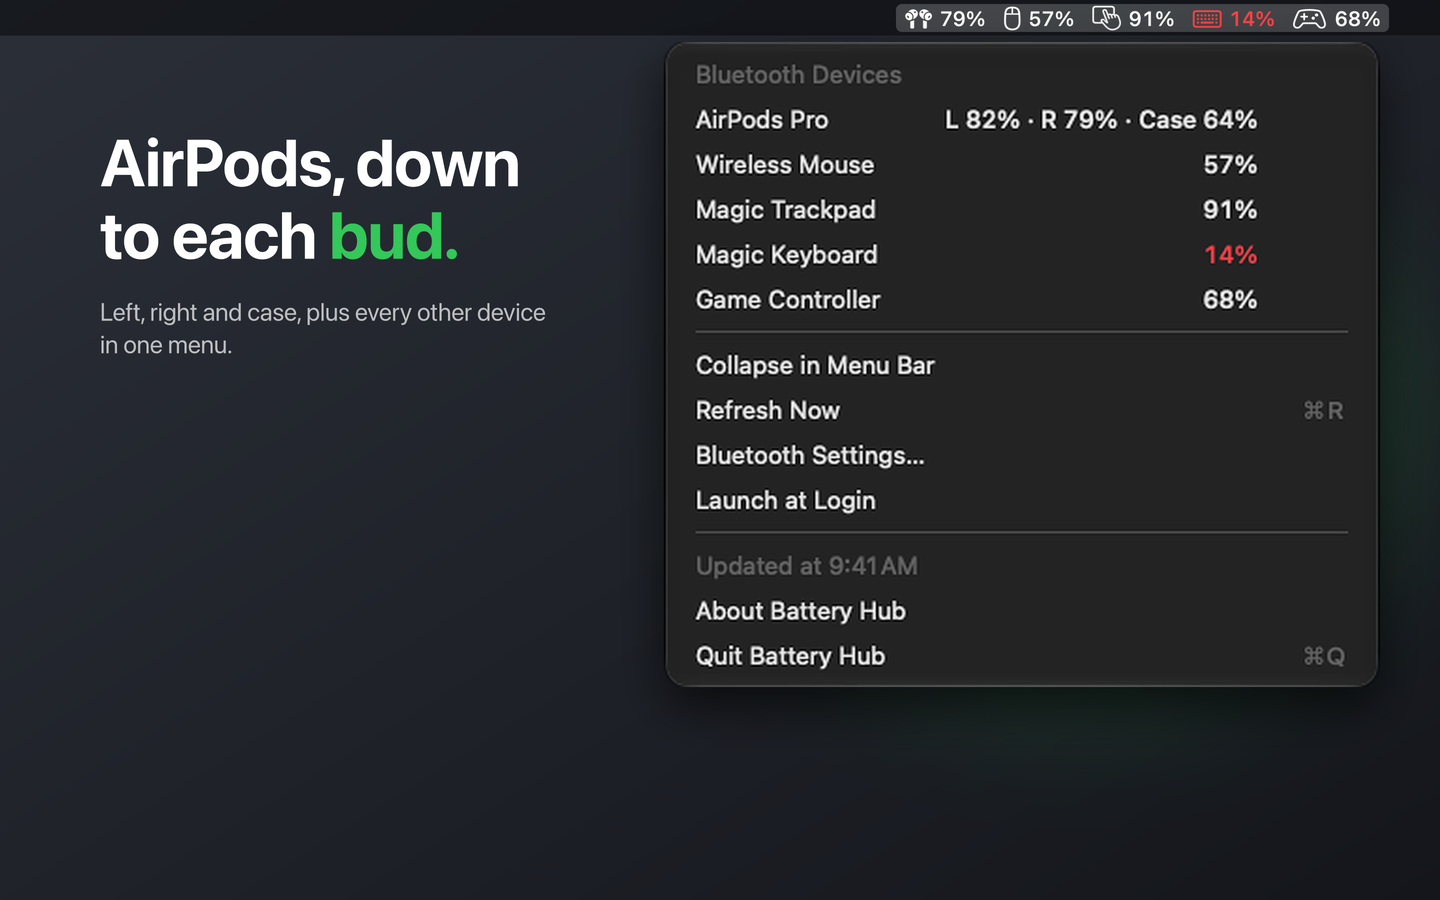 79% 57% 91% 14% 68%
AirPods, down
to each bud.
Left, right and case, plus every other device
in one menu.
Bluetooth Devices
AirPods Pro L 82% · R 79% · Case 64%
Wireless Mouse 57%
Magic Trackpad 91%
Magic Keyboard 14%
Game Controller 68%
Collapse in Menu Bar
Refresh Now ⌘R
Bluetooth Settings...
Launch at Login
Updated at 9:41 AM
About Battery Hub
Quit Battery Hub ⌘Q